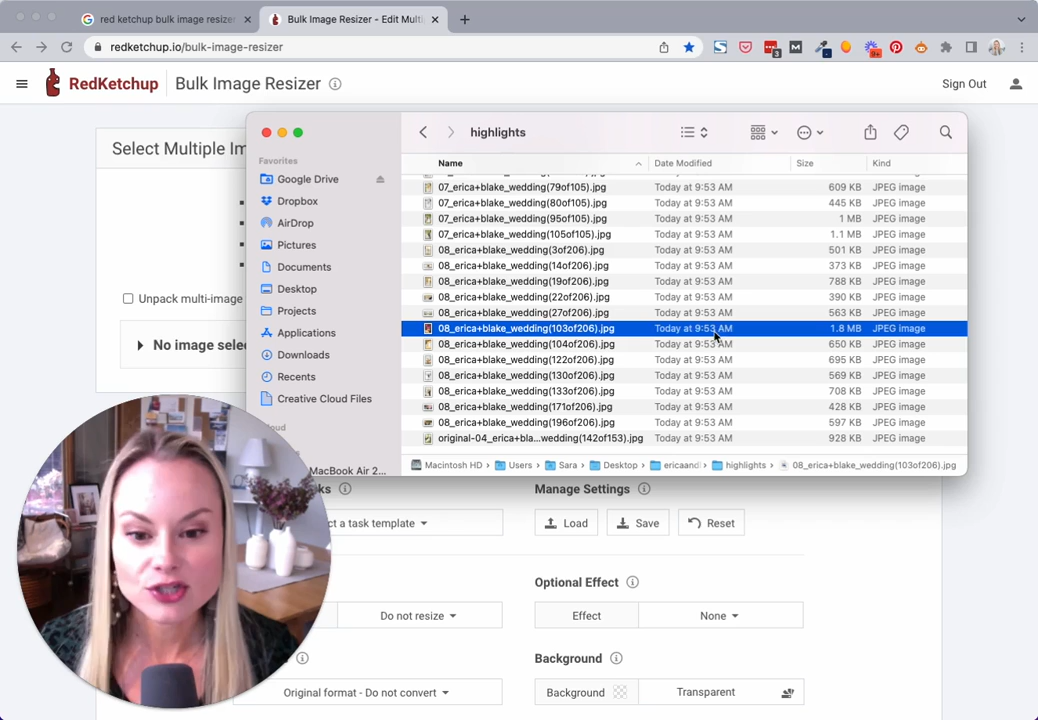 red ketchup bulk image resizer
Bulk Image Resizer - Edit Multi
redketchup.io/bulk-image-resizer
3
9+
RedKetchup
Bulk Image Resizer
Sign Out
Select Multiple Im
Unpack multi-image
No image sele
highlights
Favorites
Google Drive
Dropbox
AirDrop
Pictures
Documents
Desktop
Projects
Applications
Downloads
Recents
Creative Cloud Files
MacBook Air 2...
Name Date Modified Size Kind
07_erica+blake_wedding(79of105).jpg Today at 9:53 AM 609 KB JPEG image
07_erica+blake_wedding(80of105).jpg Today at 9:53 AM 445 KB JPEG image
07_erica+blake_wedding(95of105).jpg Today at 9:53 AM 1 MB JPEG image
07_erica+blake_wedding(105of105).jpg Today at 9:53 AM 1.1 MB JPEG image
08_erica+blake_wedding(3of206).jpg Today at 9:53 AM 501 KB JPEG image
08_erica+blake_wedding(14of206).jpg Today at 9:53 AM 373 KB JPEG image
08_erica+blake_wedding(19of206).jpg Today at 9:53 AM 788 KB JPEG image
08_erica+blake_wedding(22of206).jpg Today at 9:53 AM 390 KB JPEG image
08_erica+blake_wedding(27of206).jpg Today at 9:53 AM 563 KB JPEG image
08_erica+blake_wedding(103of206).jpg Today at 9:53 AM 1.8 MB JPEG image
08_erica+blake_wedding(104of206).jpg Today at 9:53 AM 650 KB JPEG image
08_erica+blake_wedding(122of206).jpg Today at 9:53 AM 695 KB JPEG image
08_erica+blake_wedding(130of206).jpg Today at 9:53 AM 569 KB JPEG image
08_erica+blake_wedding(133of206).jpg Today at 9:53 AM 708 KB JPEG image
08_erica+blake_wedding(171of206).jpg Today at 9:53 AM 428 KB JPEG image
08_erica+blake_wedding(196of206).jpg Today at 9:53 AM 597 KB JPEG image
original-04_erica+bla...wedding(142of153).jpg Today at 9:53 AM 928 KB JPEG image
Macintosh HD › Users › Sara › Desktop › ericaand › highlights › 08_erica+blake_wedding(103of206).jpg
Manage Settings
t a task template
Load Save Reset
Optional Effect
Do not resize
Effect None
Background
Original format - Do not convert
Background Transparent